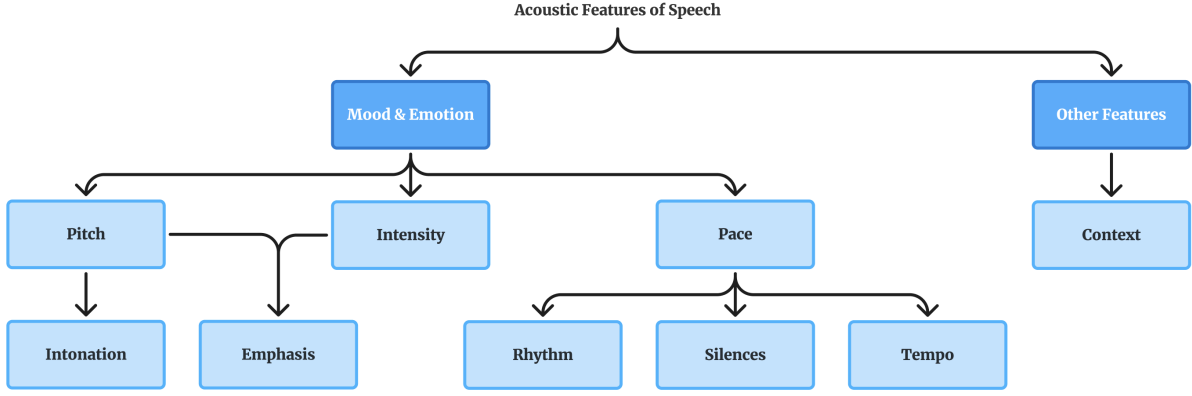 Acoustic Features of Speech
Mood & Emotion
Other Features
Pitch
Intensity
Pace
Context
Intonation
Emphasis
Rhythm
Silences
Tempo